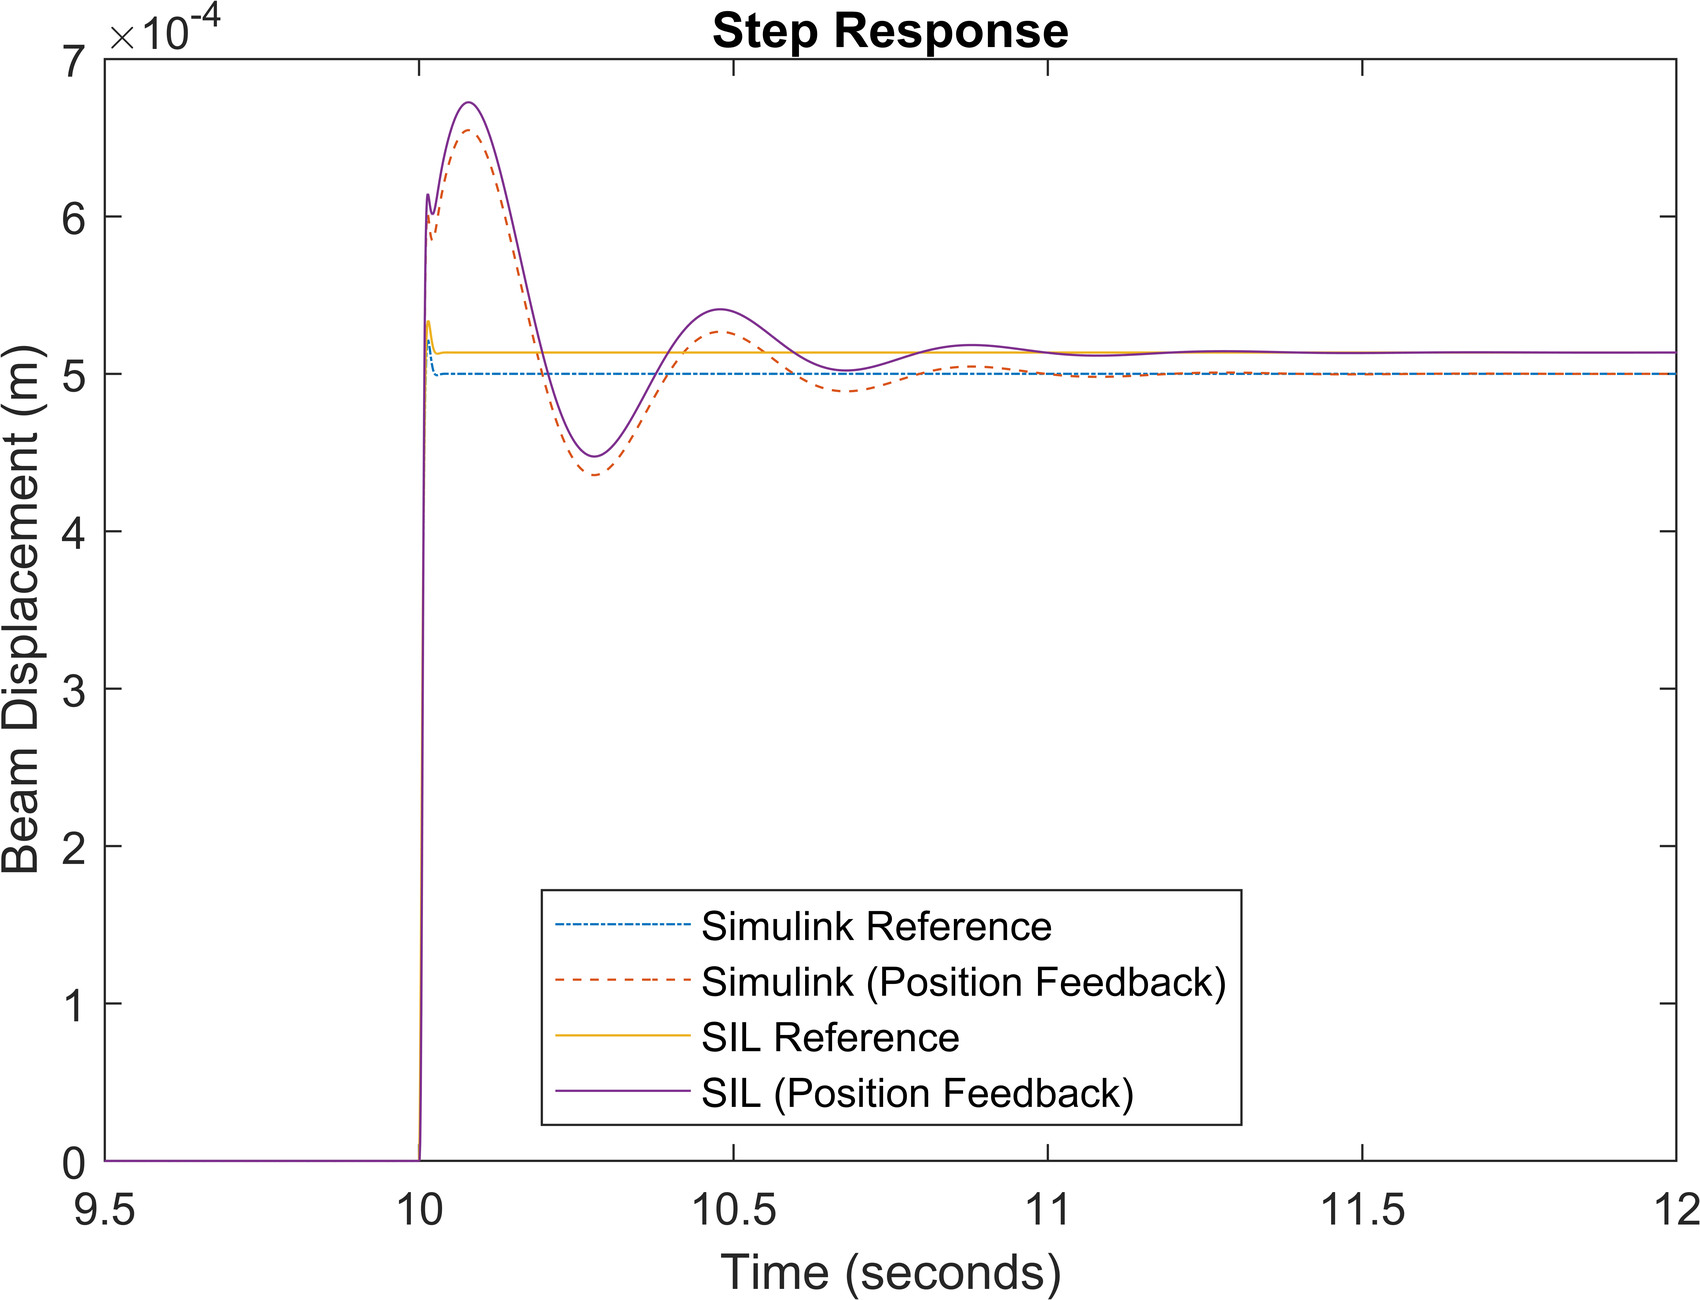 Step Response
×10-4
7
6
5
4
3
2
1
0
Beam Displacement (m)
Simulink Reference
Simulink (Position Feedback)
SIL Reference
SIL (Position Feedback)
9.5 10 10.5 11 11.5 12
Time (seconds)